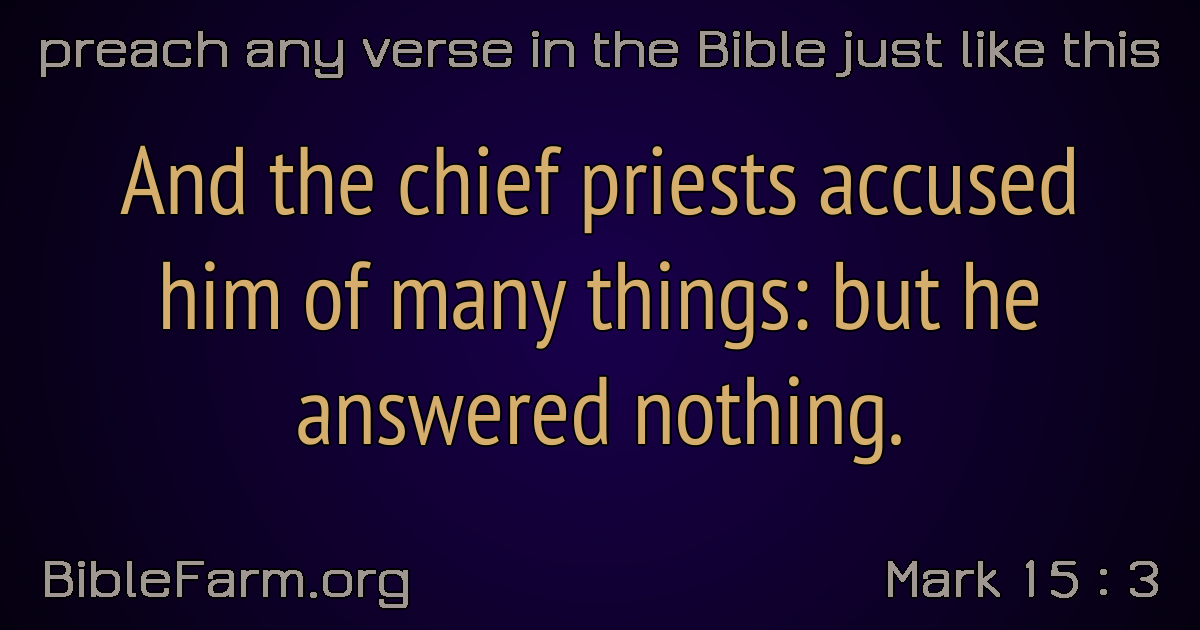 preach any verse in the Bible just like this
And the chief priests accused
him of many things: but he
answered nothing.
BibleFarm.org
Mark 15 : 3